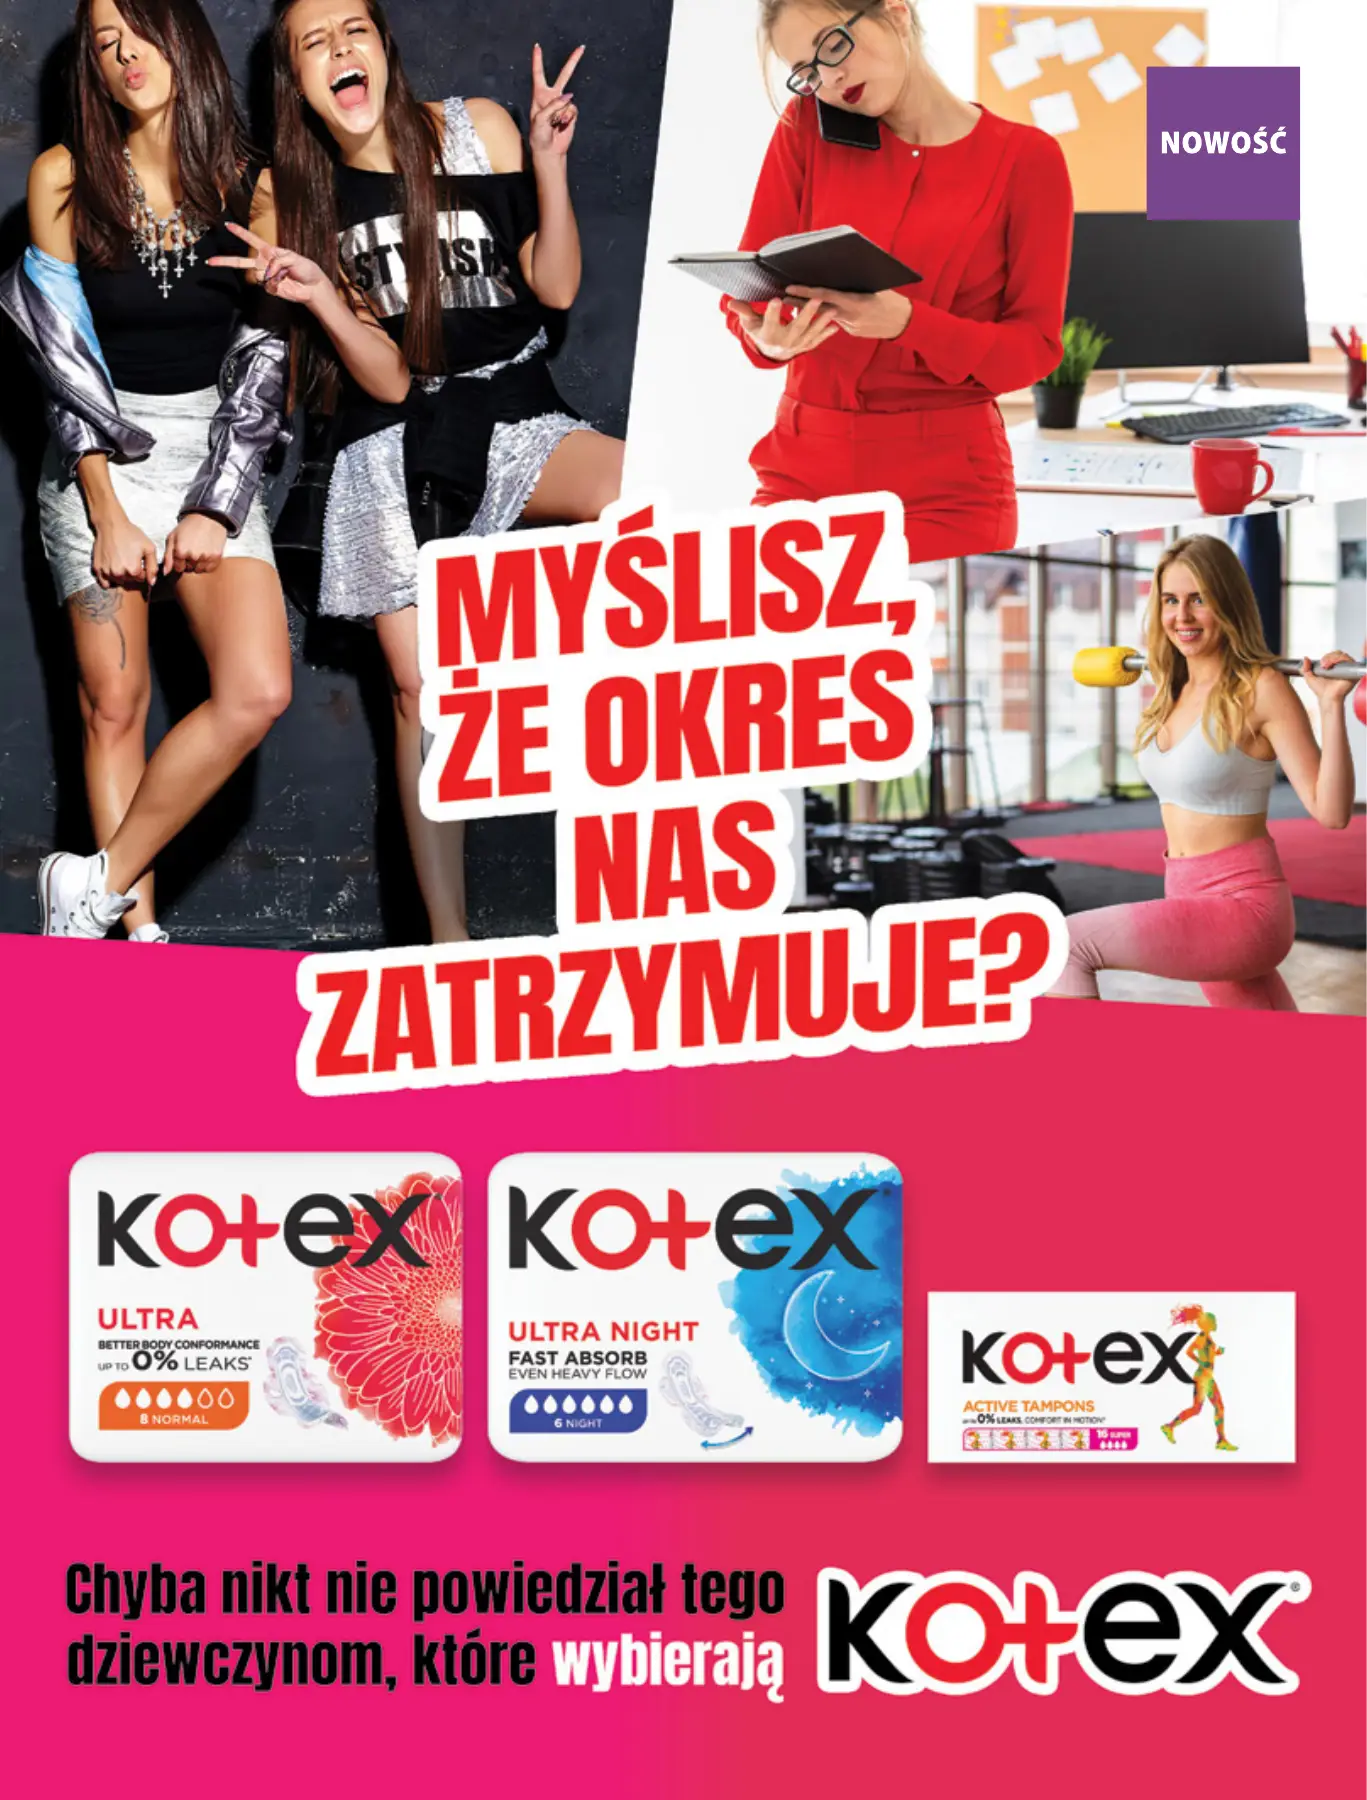 STYLISH
NOWOŚĆ
MYŚLISZ,
ŻE OKRES
NAS
ZATRZYMUJE?
Kotex
ULTRA
BETTER BODY CONFORMANCE
UP TO 0% LEAKS*
8 NORMAL
Kotex
ULTRA NIGHT
FAST ABSORB
EVEN HEAVY FLOW
6 NIGHT
Kotex
ACTIVE TAMPONS
UP TO 0% LEAKS, COMFORT IN MOTION*
16 SUPER
Chyba nikt nie powiedział tego
dziewczynom, które wybierają
Kotex®